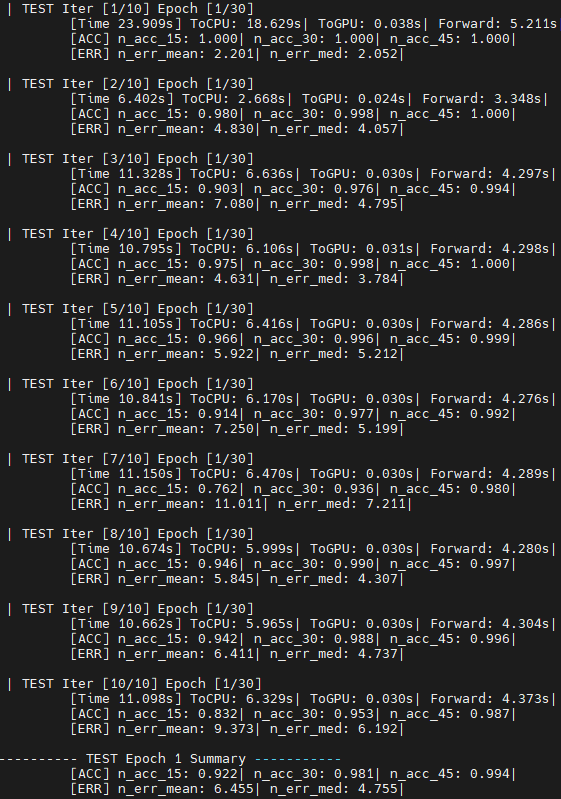 | TEST Iter [1/10] Epoch [1/30]
[Time 23.909s] ToCPU: 18.629s| ToGPU: 0.038s| Forward: 5.211s
[ACC] n_acc_15: 1.000| n_acc_30: 1.000| n_acc_45: 1.000|
[ERR] n_err_mean: 2.201| n_err_med: 2.052|
| TEST Iter [2/10] Epoch [1/30]
[Time 6.402s] ToCPU: 2.668s| ToGPU: 0.024s| Forward: 3.348s|
[ACC] n_acc_15: 0.980| n_acc_30: 0.998| n_acc_45: 1.000|
[ERR] n_err_mean: 4.830| n_err_med: 4.057|
| TEST Iter [3/10] Epoch [1/30]
[Time 11.328s] ToCPU: 6.636s| ToGPU: 0.030s| Forward: 4.297s|
[ACC] n_acc_15: 0.903| n_acc_30: 0.976| n_acc_45: 0.994|
[ERR] n_err_mean: 7.080| n_err_med: 4.795|
| TEST Iter [4/10] Epoch [1/30]
[Time 10.795s] ToCPU: 6.106s| ToGPU: 0.031s| Forward: 4.298s|
[ACC] n_acc_15: 0.975| n_acc_30: 0.998| n_acc_45: 1.000|
[ERR] n_err_mean: 4.631| n_err_med: 3.784|
| TEST Iter [5/10] Epoch [1/30]
[Time 11.105s] ToCPU: 6.416s| ToGPU: 0.030s| Forward: 4.286s|
[ACC] n_acc_15: 0.966| n_acc_30: 0.996| n_acc_45: 0.999|
[ERR] n_err_mean: 5.922| n_err_med: 5.212|
| TEST Iter [6/10] Epoch [1/30]
[Time 10.841s] ToCPU: 6.170s| ToGPU: 0.030s| Forward: 4.276s|
[ACC] n_acc_15: 0.914| n_acc_30: 0.977| n_acc_45: 0.992|
[ERR] n_err_mean: 7.250| n_err_med: 5.199|
| TEST Iter [7/10] Epoch [1/30]
[Time 11.150s] ToCPU: 6.470s| ToGPU: 0.030s| Forward: 4.289s|
[ACC] n_acc_15: 0.762| n_acc_30: 0.936| n_acc_45: 0.980|
[ERR] n_err_mean: 11.011| n_err_med: 7.211|
| TEST Iter [8/10] Epoch [1/30]
[Time 10.674s] ToCPU: 5.999s| ToGPU: 0.030s| Forward: 4.280s|
[ACC] n_acc_15: 0.946| n_acc_30: 0.990| n_acc_45: 0.997|
[ERR] n_err_mean: 5.845| n_err_med: 4.307|
| TEST Iter [9/10] Epoch [1/30]
[Time 10.662s] ToCPU: 5.965s| ToGPU: 0.030s| Forward: 4.304s|
[ACC] n_acc_15: 0.942| n_acc_30: 0.988| n_acc_45: 0.996|
[ERR] n_err_mean: 6.411| n_err_med: 4.737|
| TEST Iter [10/10] Epoch [1/30]
[Time 11.098s] ToCPU: 6.329s| ToGPU: 0.030s| Forward: 4.373s|
[ACC] n_acc_15: 0.832| n_acc_30: 0.953| n_acc_45: 0.987|
[ERR] n_err_mean: 9.373| n_err_med: 6.192|
---------- TEST Epoch 1 Summary -----------
[ACC] n_acc_15: 0.922| n_acc_30: 0.981| n_acc_45: 0.994|
[ERR] n_err_mean: 6.455| n_err_med: 4.755|